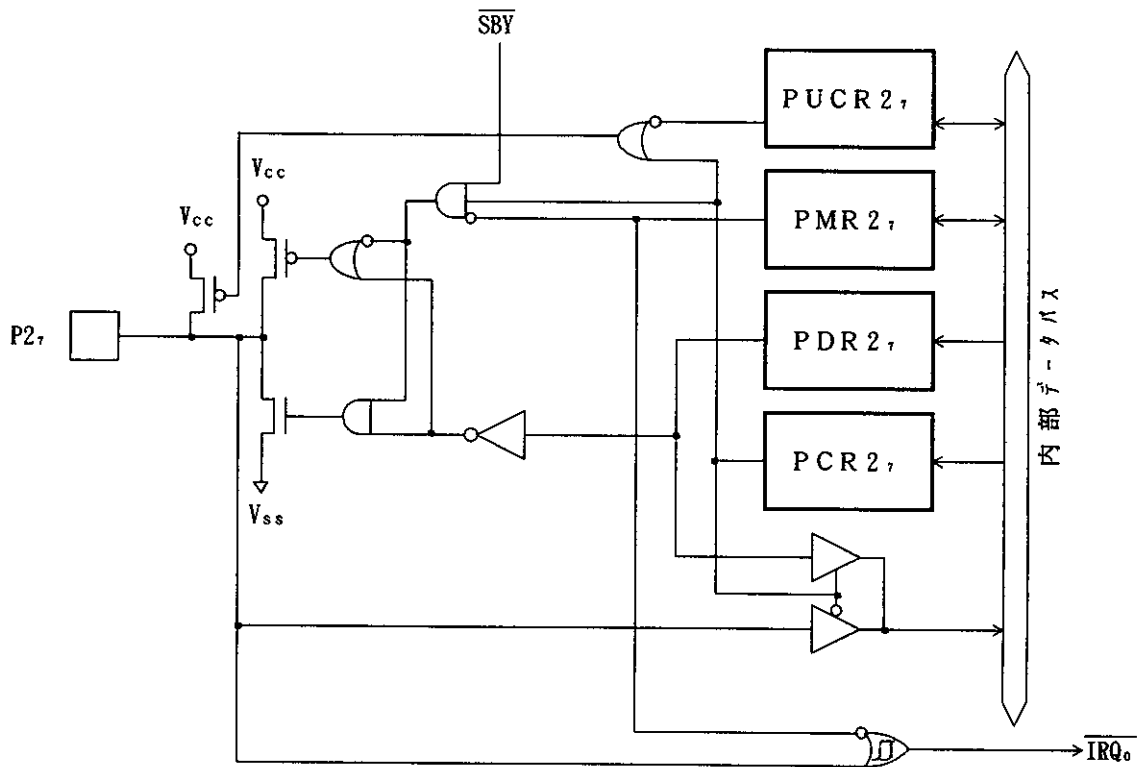 SBY
PUCR2₇
Vcc
Vcc
PMR2₇
P2₇
PDR2₇
PCR2₇
Vss
内部データバス
IRQ₀